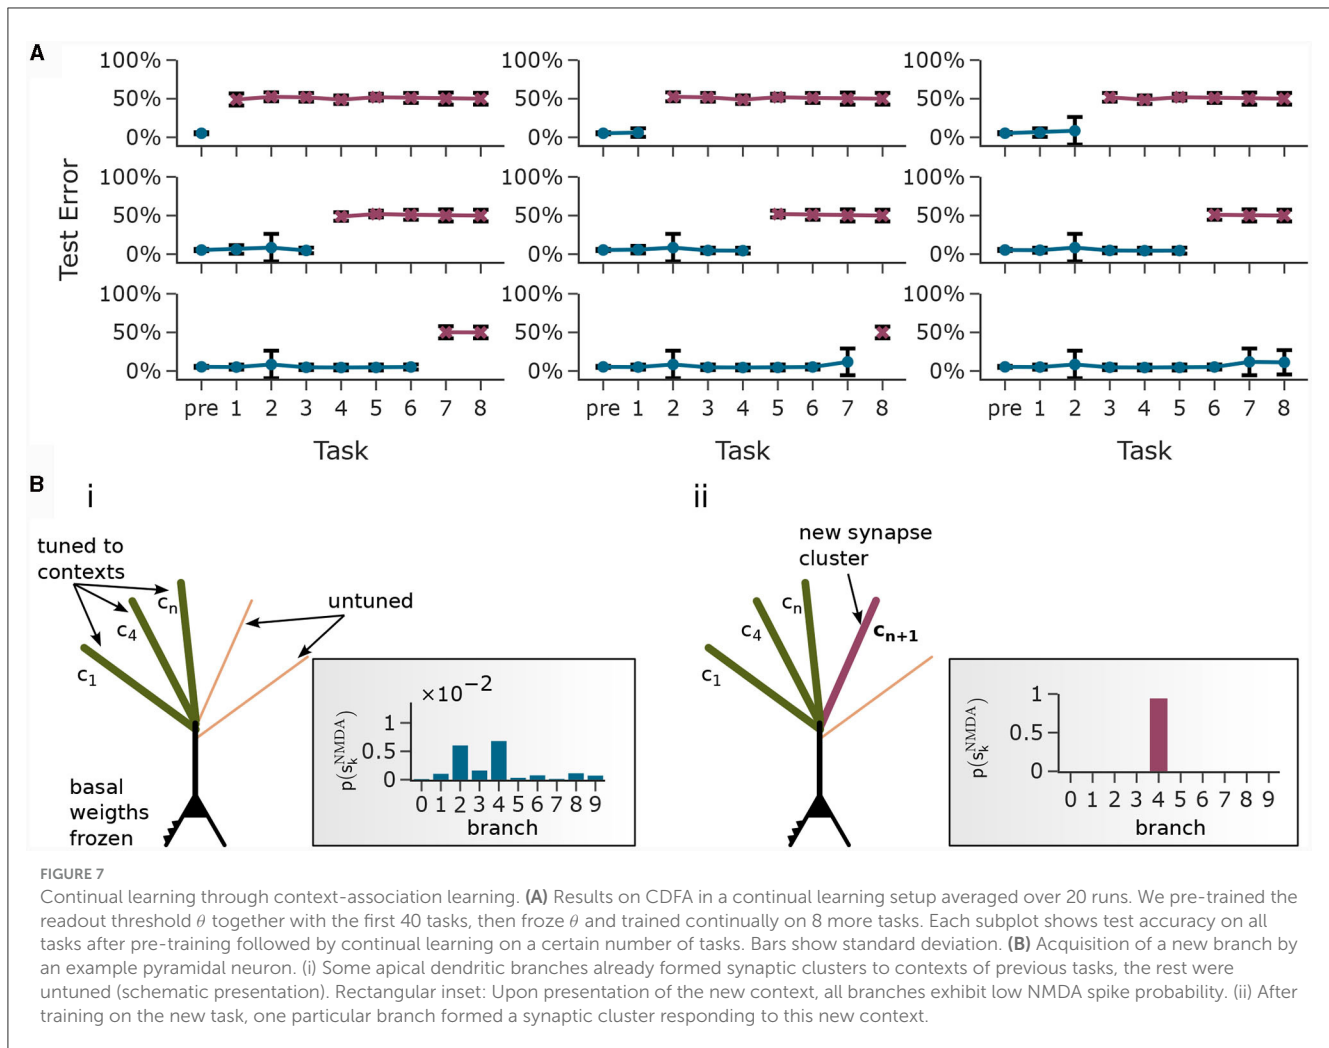 A
100% 100% 100%
50% 50% 50%
0% 0% 0%
pre 1 2 3 4 5 6 7 8
100% 100% 100%
50% 50% 50%
0% 0% 0%
Test Error
100% 100% 100%
50% 50% 50%
0% 0% 0%
pre 1 2 3 4 5 6 7 8 pre 1 2 3 4 5 6 7 8 pre 1 2 3 4 5 6 7 8
Task Task Task
B
i
tuned to
contexts
cn
c4
c1
untuned
basal
weigths
frozen
×10−2
1
0.5
0
p(skNMDA)
0 1 2 3 4 5 6 7 8 9
branch
ii
new synapse
cluster
cn
c4
c1
cn+1
1
0.5
0
p(skNMDA)
0 1 2 3 4 5 6 7 8 9
branch
FIGURE 7
Continual learning through context-association learning. (A) Results on CDFA in a continual learning setup averaged over 20 runs. We pre-trained the
readout threshold θ together with the first 40 tasks, then froze θ and trained continually on 8 more tasks. Each subplot shows test accuracy on all
tasks after pre-training followed by continual learning on a certain number of tasks. Bars show standard deviation. (B) Acquisition of a new branch by
an example pyramidal neuron. (i) Some apical dendritic branches already formed synaptic clusters to contexts of previous tasks, the rest were
untuned (schematic presentation). Rectangular inset: Upon presentation of the new context, all branches exhibit low NMDA spike probability. (ii) After
training on the new task, one particular branch formed a synaptic cluster responding to this new context.